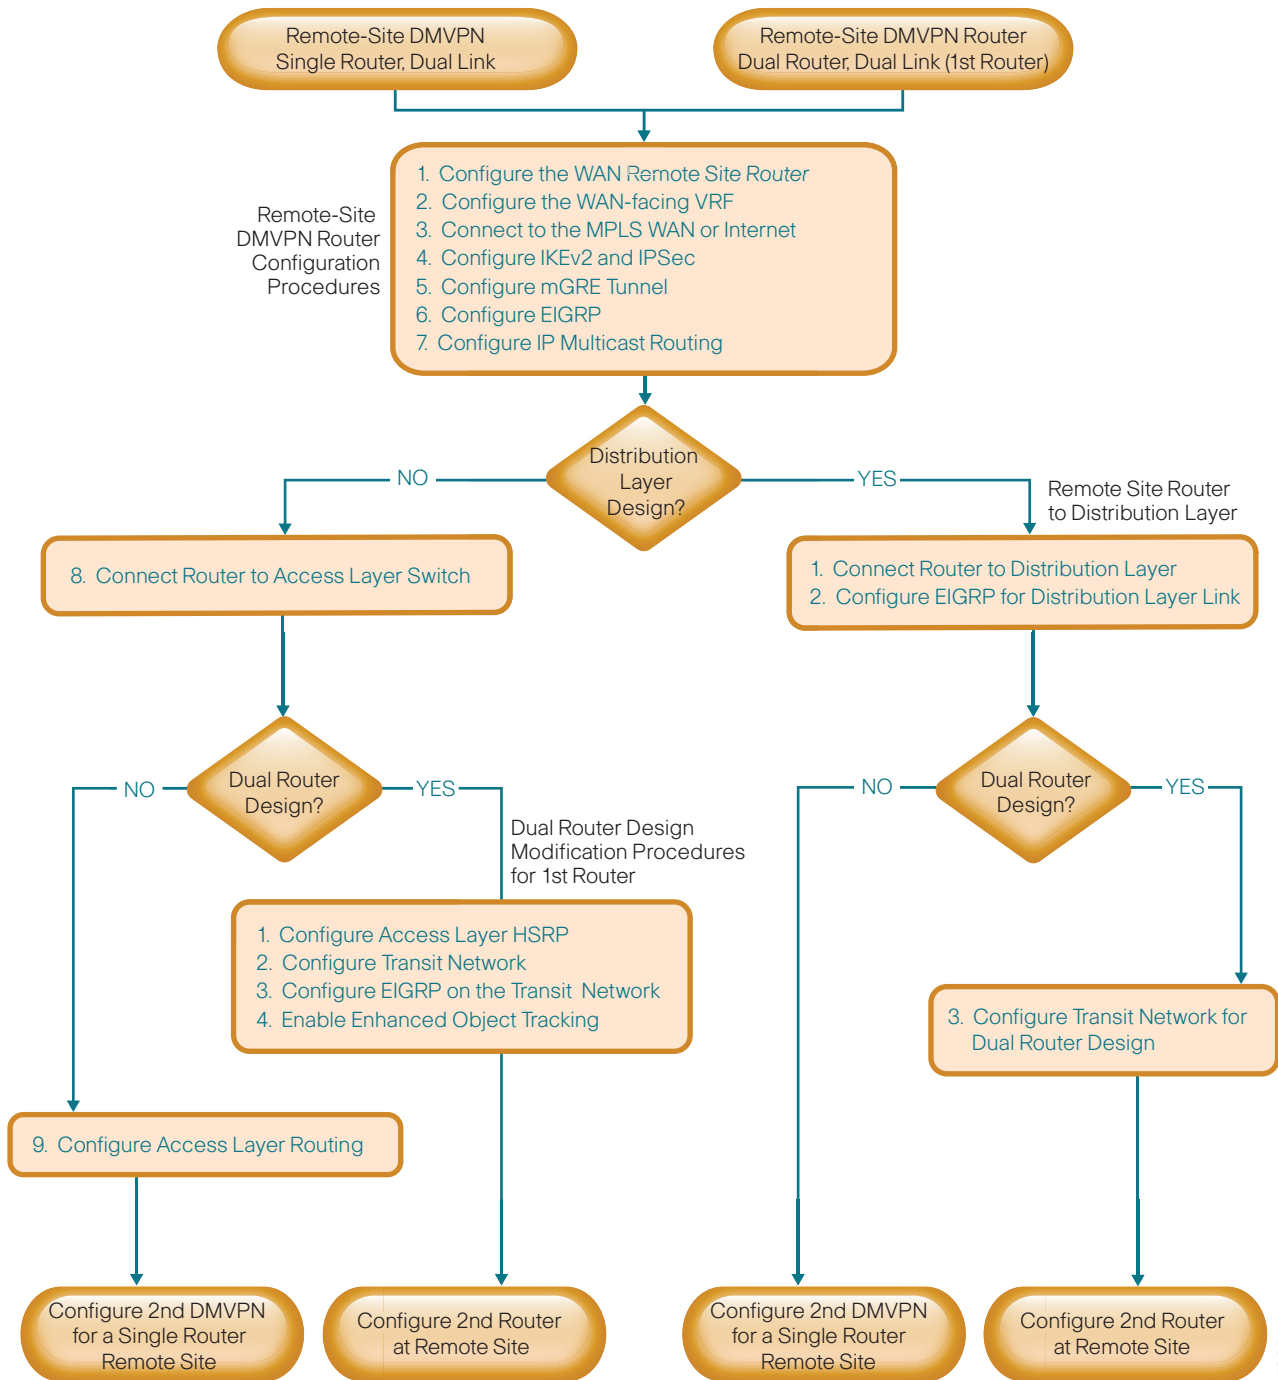 Remote-Site DMVPN
Single Router, Dual Link
Remote-Site DMVPN Router
Dual Router, Dual Link (1st Router)
Remote-Site
DMVPN Router
Configuration
Procedures
1. Configure the WAN Remote Site Router
2. Configure the WAN-facing VRF
3. Connect to the MPLS WAN or Internet
4. Configure IKEv2 and IPSec
5. Configure mGRE Tunnel
6. Configure EIGRP
7. Configure IP Multicast Routing
Distribution
Layer
Design?
NO
YES
Remote Site Router
to Distribution Layer
8. Connect Router to Access Layer Switch
1. Connect Router to Distribution Layer
2. Configure EIGRP for Distribution Layer Link
Dual Router
Design?
NO
YES
Dual Router
Design?
NO
YES
Dual Router Design
Modification Procedures
for 1st Router
1. Configure Access Layer HSRP
2. Configure Transit Network
3. Configure EIGRP on the Transit Network
4. Enable Enhanced Object Tracking
3. Configure Transit Network for
Dual Router Design
9. Configure Access Layer Routing
Configure 2nd DMVPN
for a Single Router
Remote Site
Configure 2nd Router
at Remote Site
Configure 2nd DMVPN
for a Single Router
Remote Site
Configure 2nd Router
at Remote Site